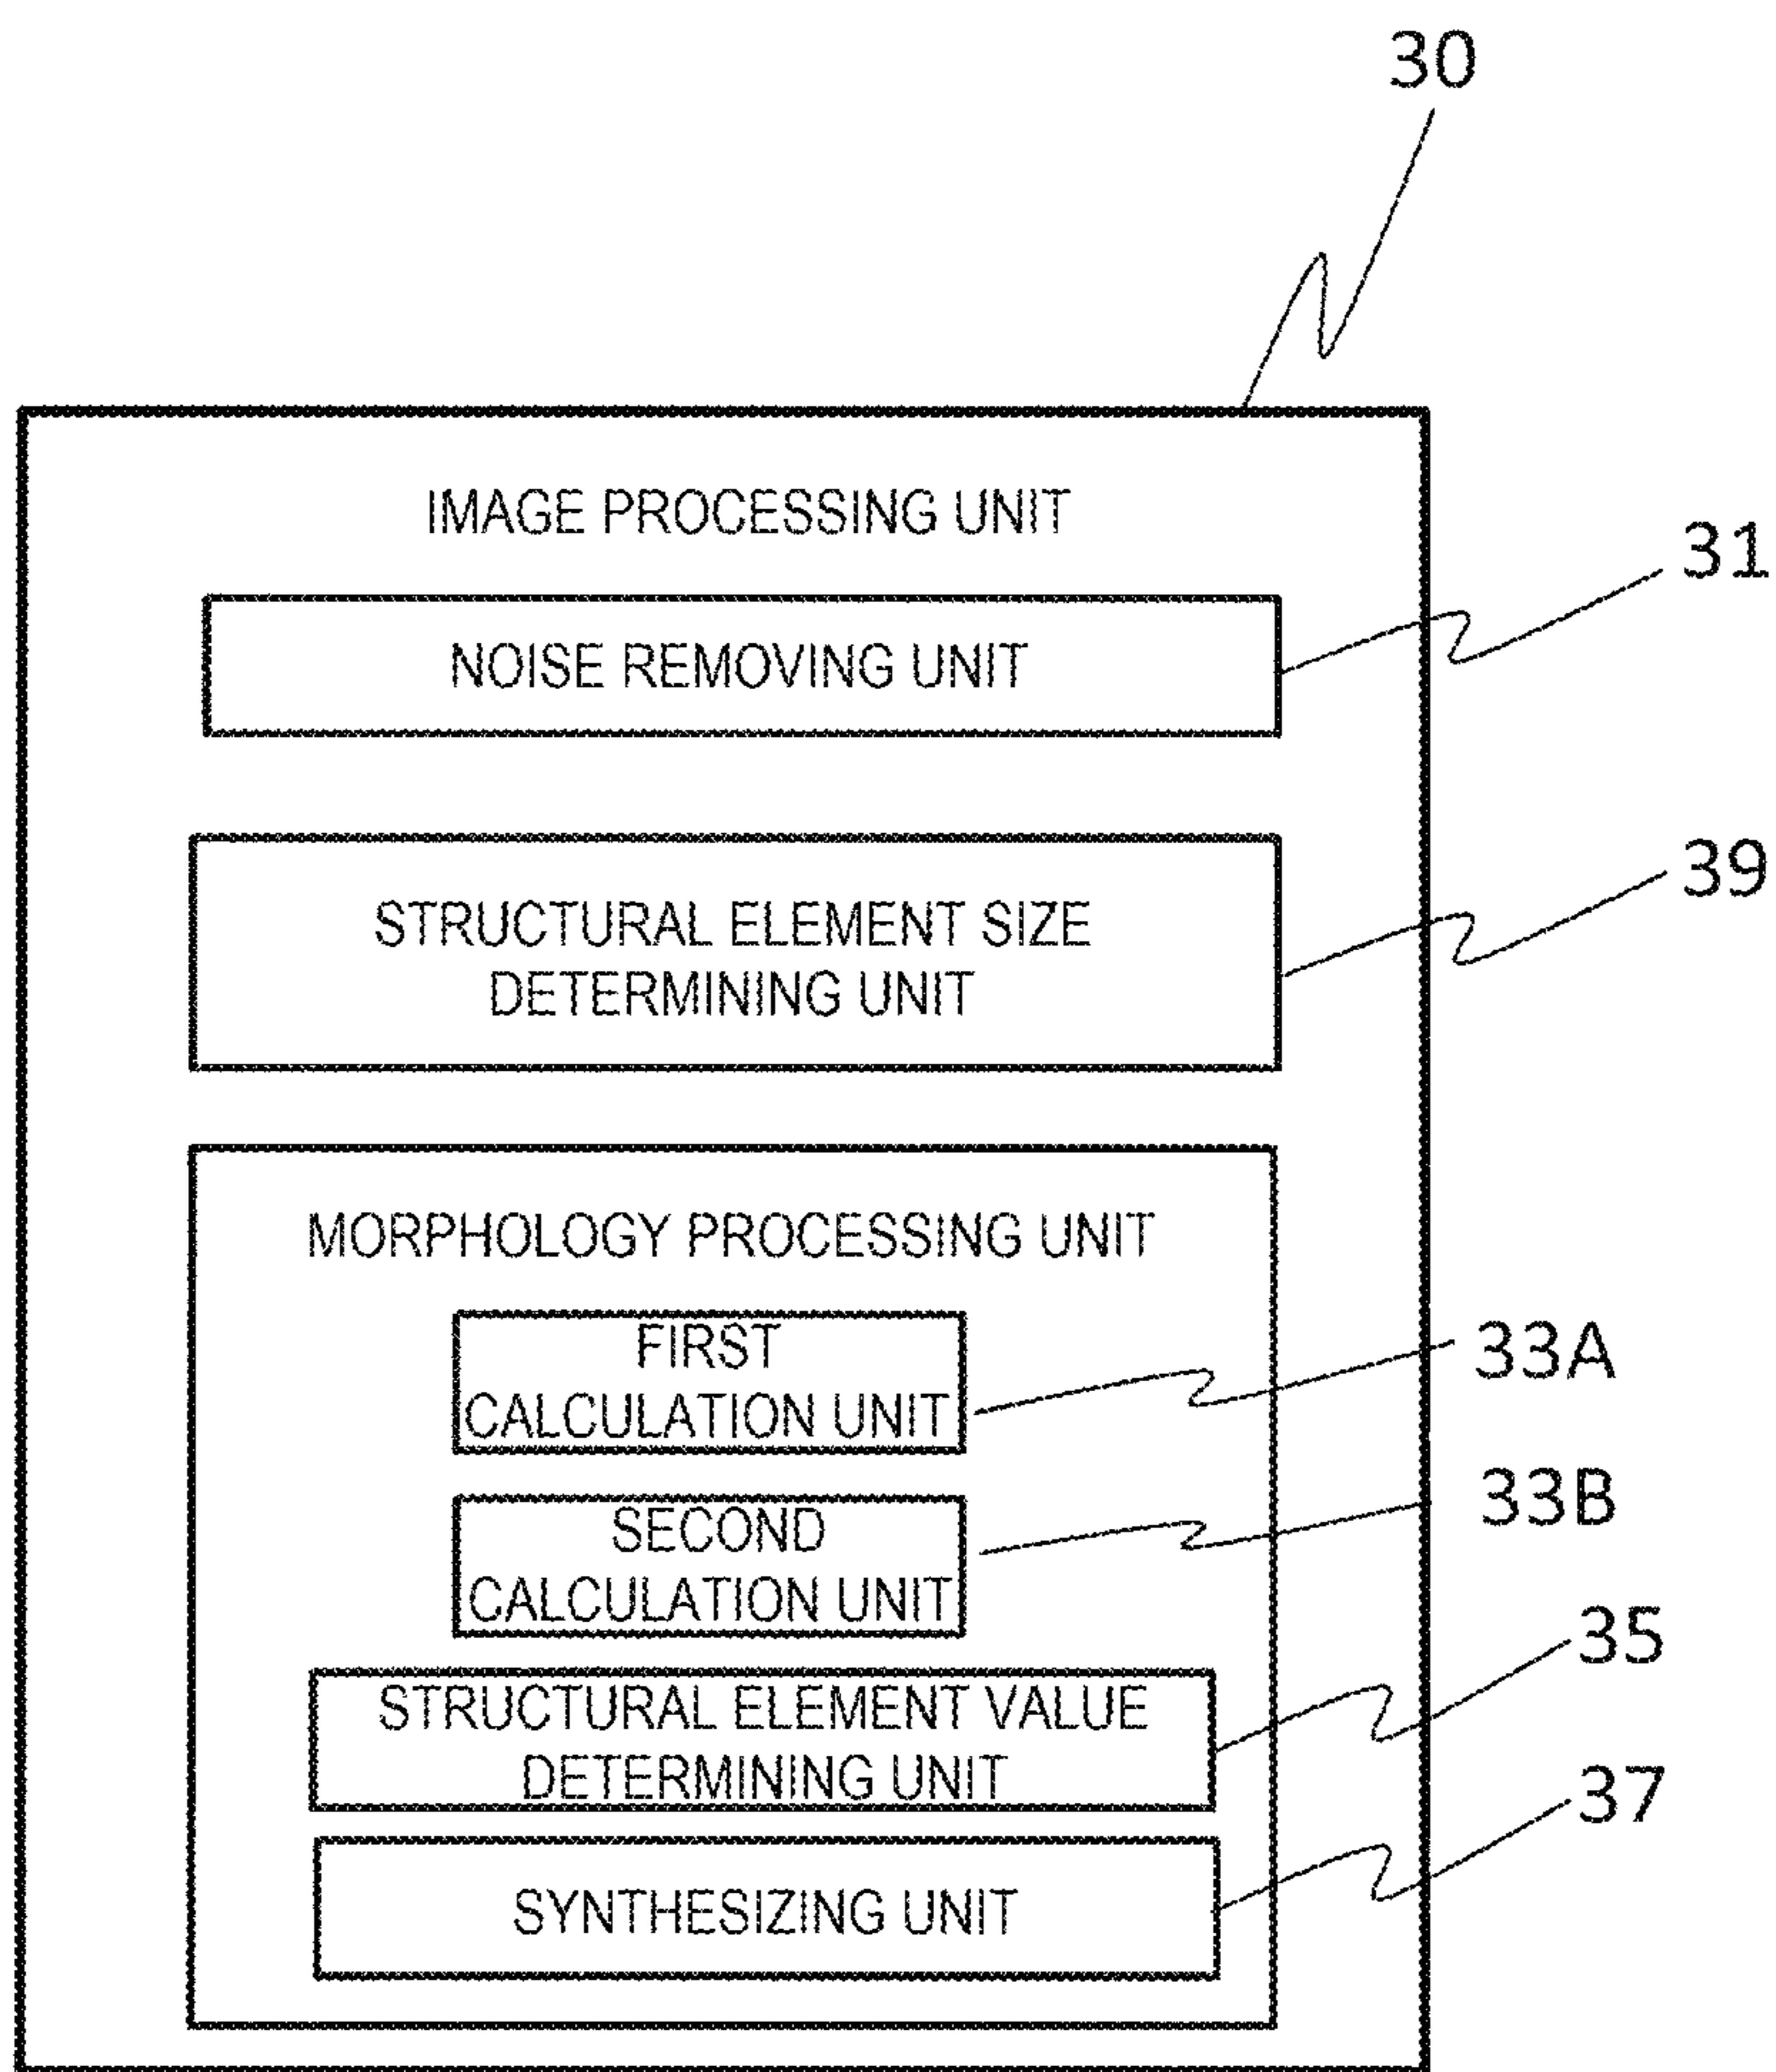 30
IMAGE PROCESSING UNIT
31
NOISE REMOVING UNIT
39
STRUCTURAL ELEMENT SIZE
DETERMINING UNIT
MORPHOLOGY PROCESSING UNIT
FIRST
CALCULATION UNIT
33A
SECOND
CALCULATION UNIT
33B
STRUCTURAL ELEMENT VALUE
DETERMINING UNIT
35
SYNTHESIZING UNIT
37